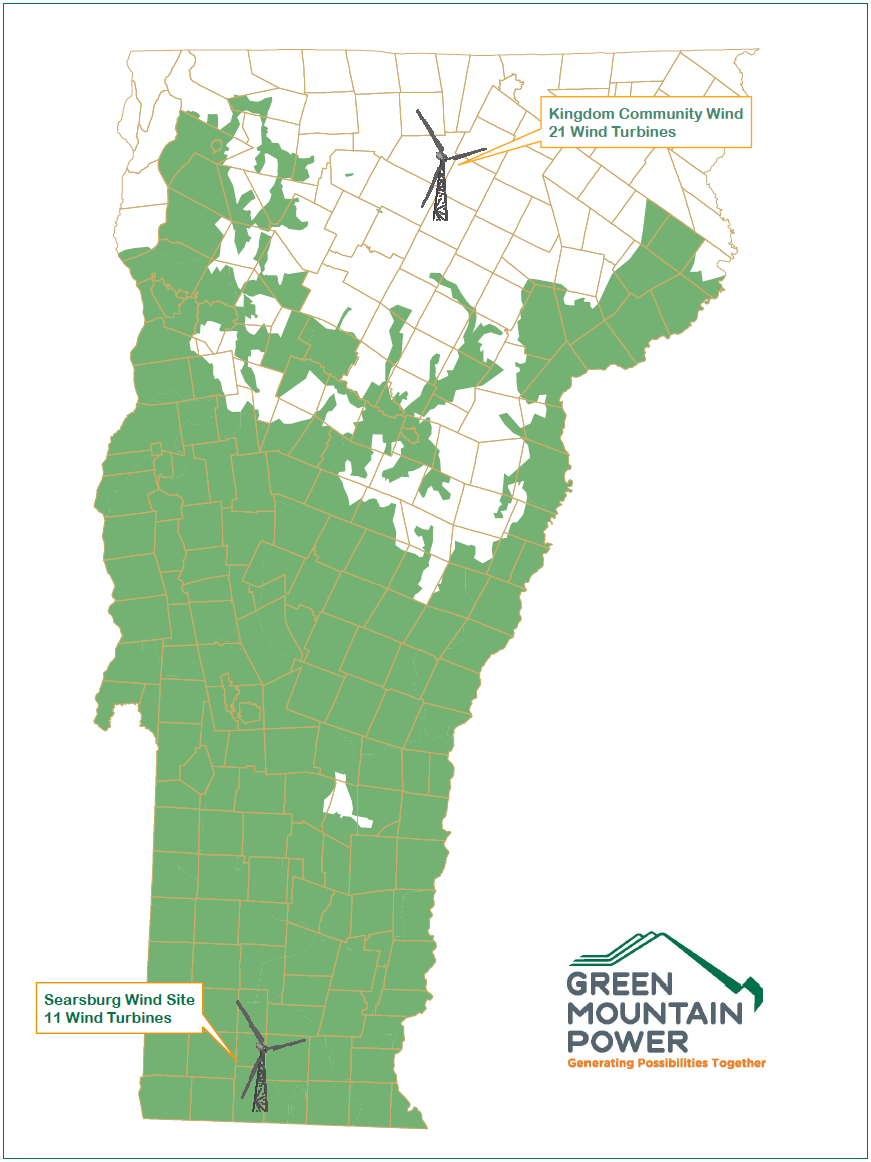 Kingdom Community Wind
21 Wind Turbines
Searsburg Wind Site
11 Wind Turbines
GREEN
MOUNTAIN
POWER
Generating Possibilities Together